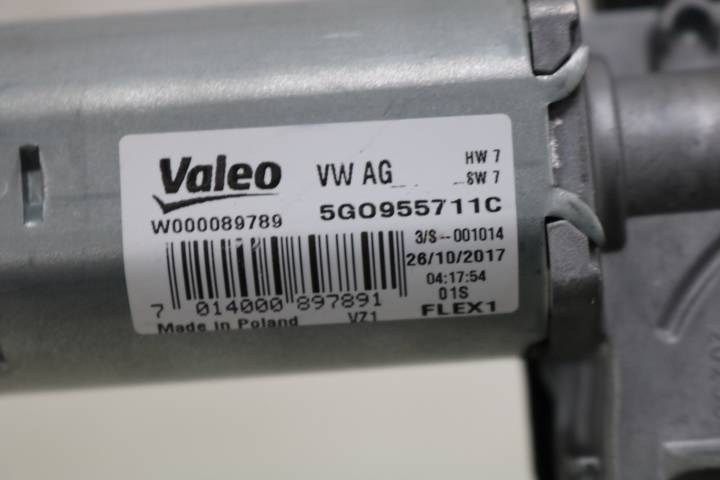 Valeo VW AG HW 7
SW 7
W000089789 5G0955711C
3/S--001014
26/10/2017
04:17:54
01S
7 014000 897891
Made in Poland VZ1 FLEX1